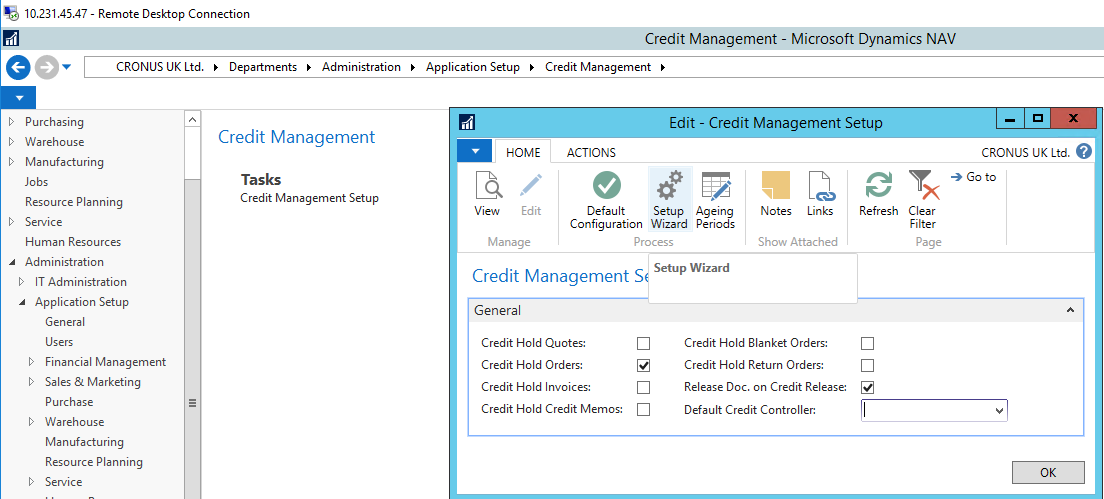 10.231.45.47 - Remote Desktop Connection
Credit Management - Microsoft Dynamics NAV
CRONUS UK Ltd. Departments Administration Application Setup Credit Management
Purchasing
Warehouse
Manufacturing
Jobs
Resource Planning
Service
Human Resources
Administration
IT Administration
Application Setup
General
Users
Financial Management
Sales & Marketing
Purchase
Warehouse
Manufacturing
Resource Planning
Service
Credit Management
Tasks
Credit Management Setup
Edit - Credit Management Setup
HOME ACTIONS CRONUS UK Ltd.
View
Edit
Manage
Default
Configuration
Setup
Wizard
Ageing
Periods
Process
Notes
Links
Show Attached
Refresh
Clear
Filter
Go to
Page
Credit Management Se
Setup Wizard
General
Credit Hold Quotes: Credit Hold Blanket Orders:
Credit Hold Orders: Credit Hold Return Orders:
Credit Hold Invoices: Release Doc. on Credit Release:
Credit Hold Credit Memos: Default Credit Controller:
OK